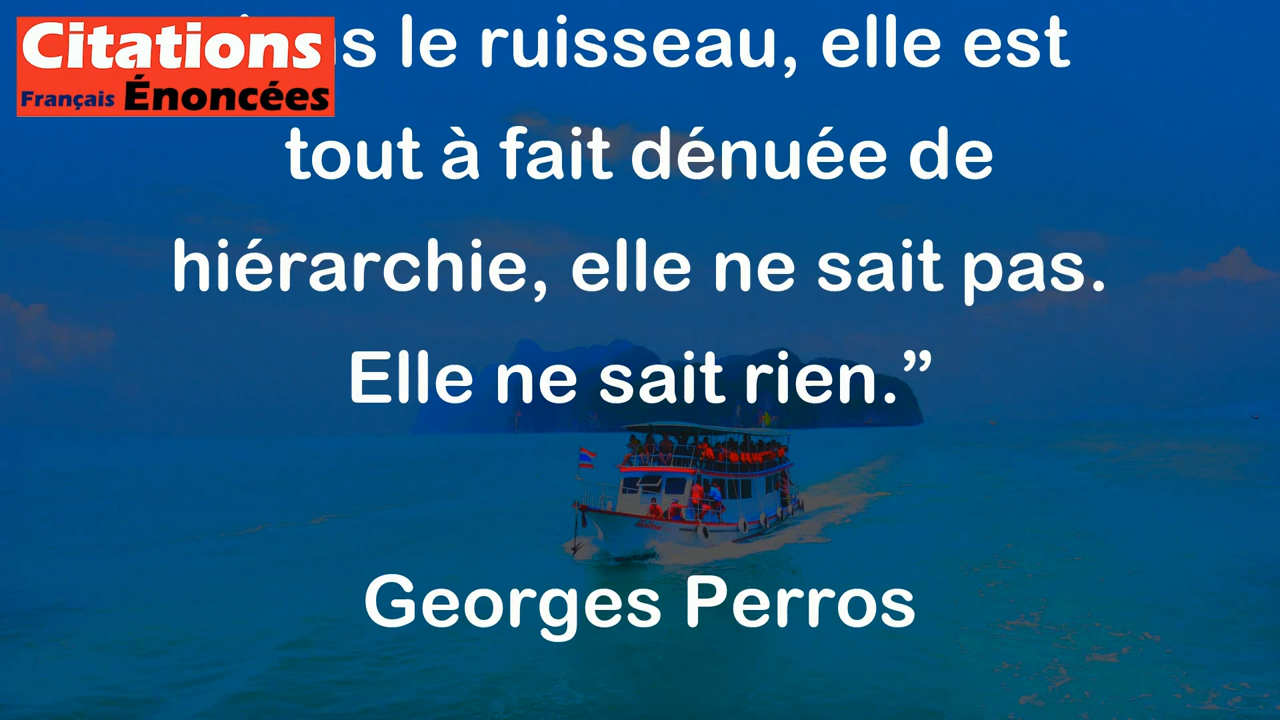 Citations
Français Énoncées
le ruisseau, elle est
tout à fait dénuée de
hiérarchie, elle ne sait pas.
Elle ne sait rien.”
Georges Perros